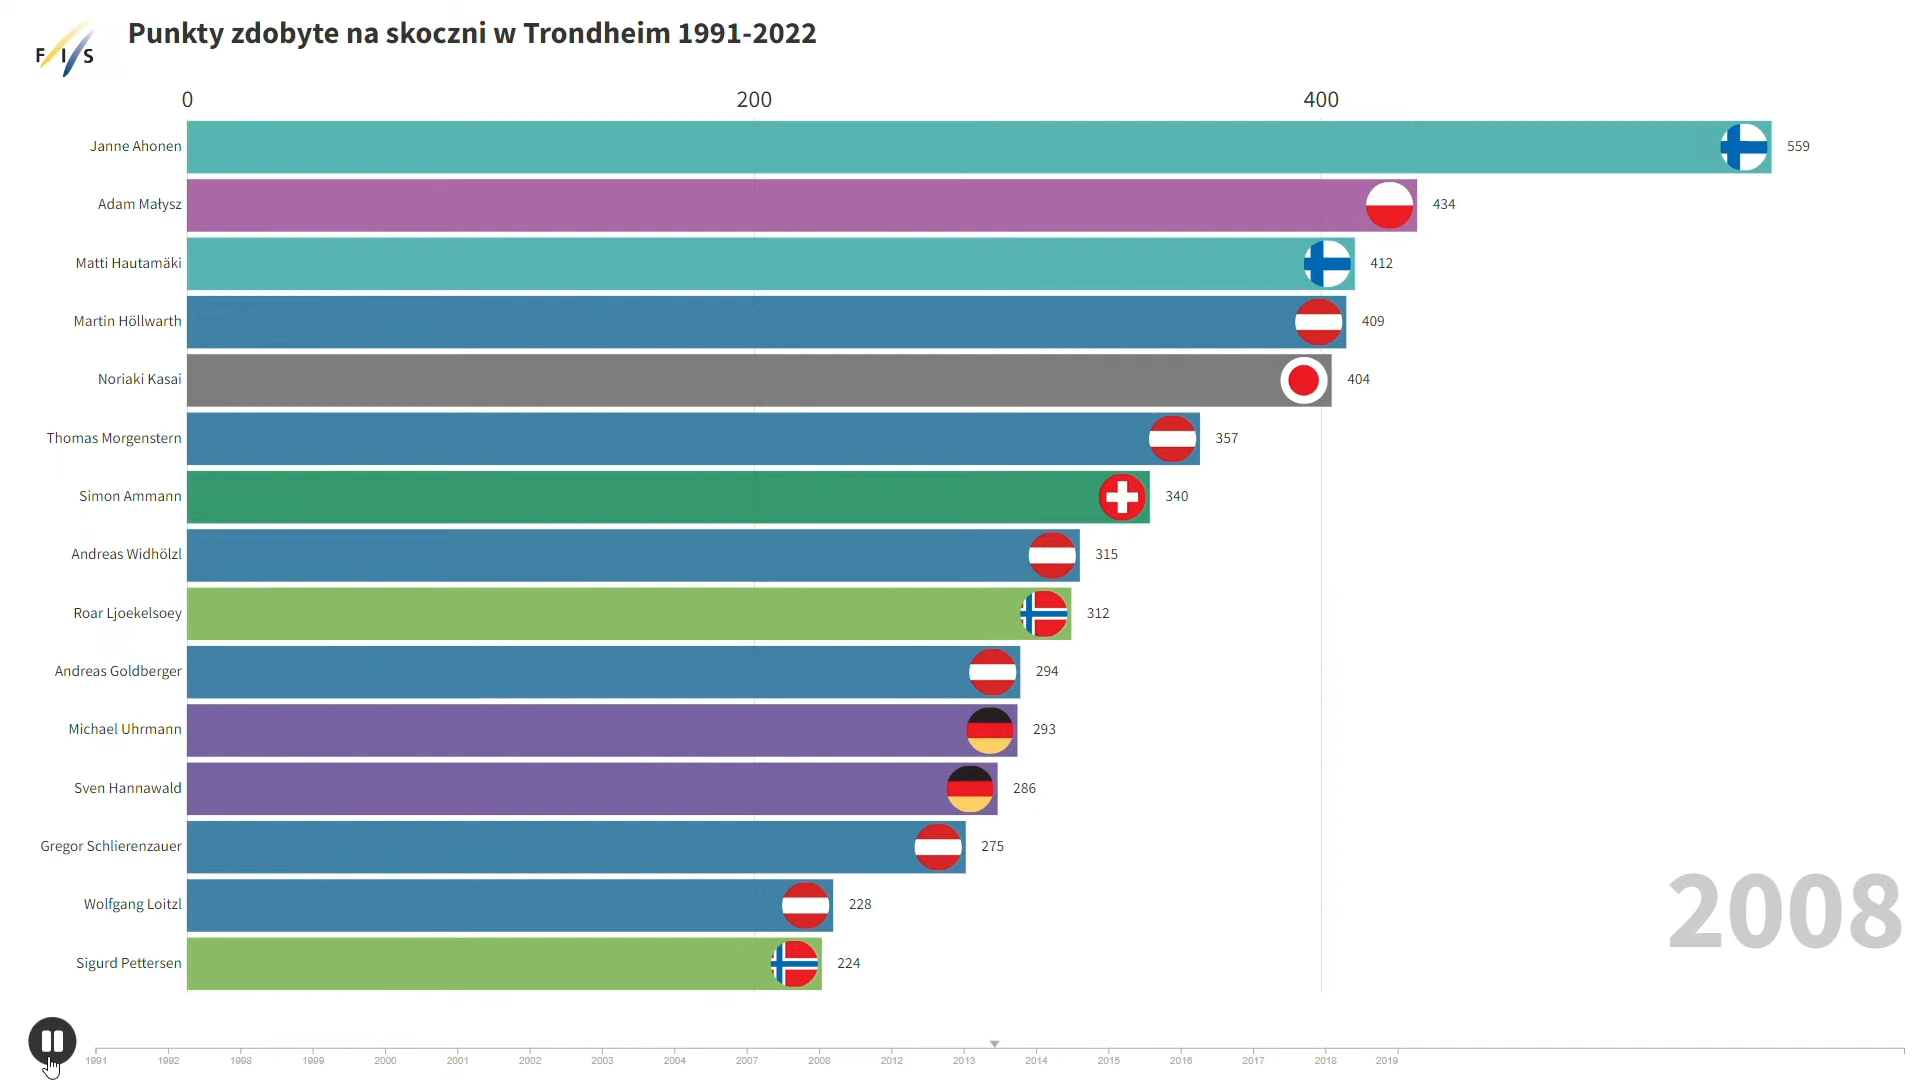 FIS
Punkty zdobyte na skoczni w Trondheim 1991-2022
0 200 400
Janne Ahonen 559
Adam Małysz 434
Matti Hautamäki 412
Martin Höllwarth 409
Noriaki Kasai 404
Thomas Morgenstern 357
Simon Ammann 340
Andreas Widhölzl 315
Roar Ljoekelsoey 312
Andreas Goldberger 294
Michael Uhrmann 293
Sven Hannawald 286
Gregor Schlierenzauer 275
Wolfgang Loitzl 228
Sigurd Pettersen 224
2008
1991 1992 1998 1999 2000 2001 2002 2003 2004 2007 2008 2012 2013 2014 2015 2016 2017 2018 2019